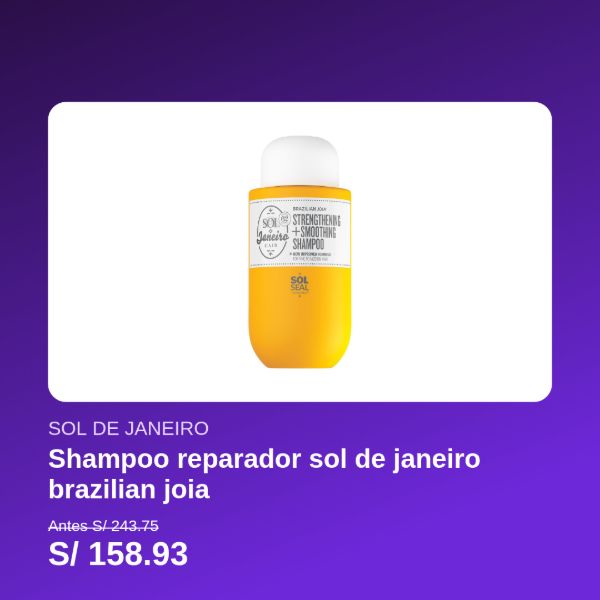 BRAZILIAN JOIA
SOL
Janeiro
HAIR
STRENGTHENING
+SMOOTHING
SHAMPOO
SOL
SEAL
SOL DE JANEIRO
Shampoo reparador sol de janeiro
brazilian joia
Antes S/ 243.75
S/ 158.93